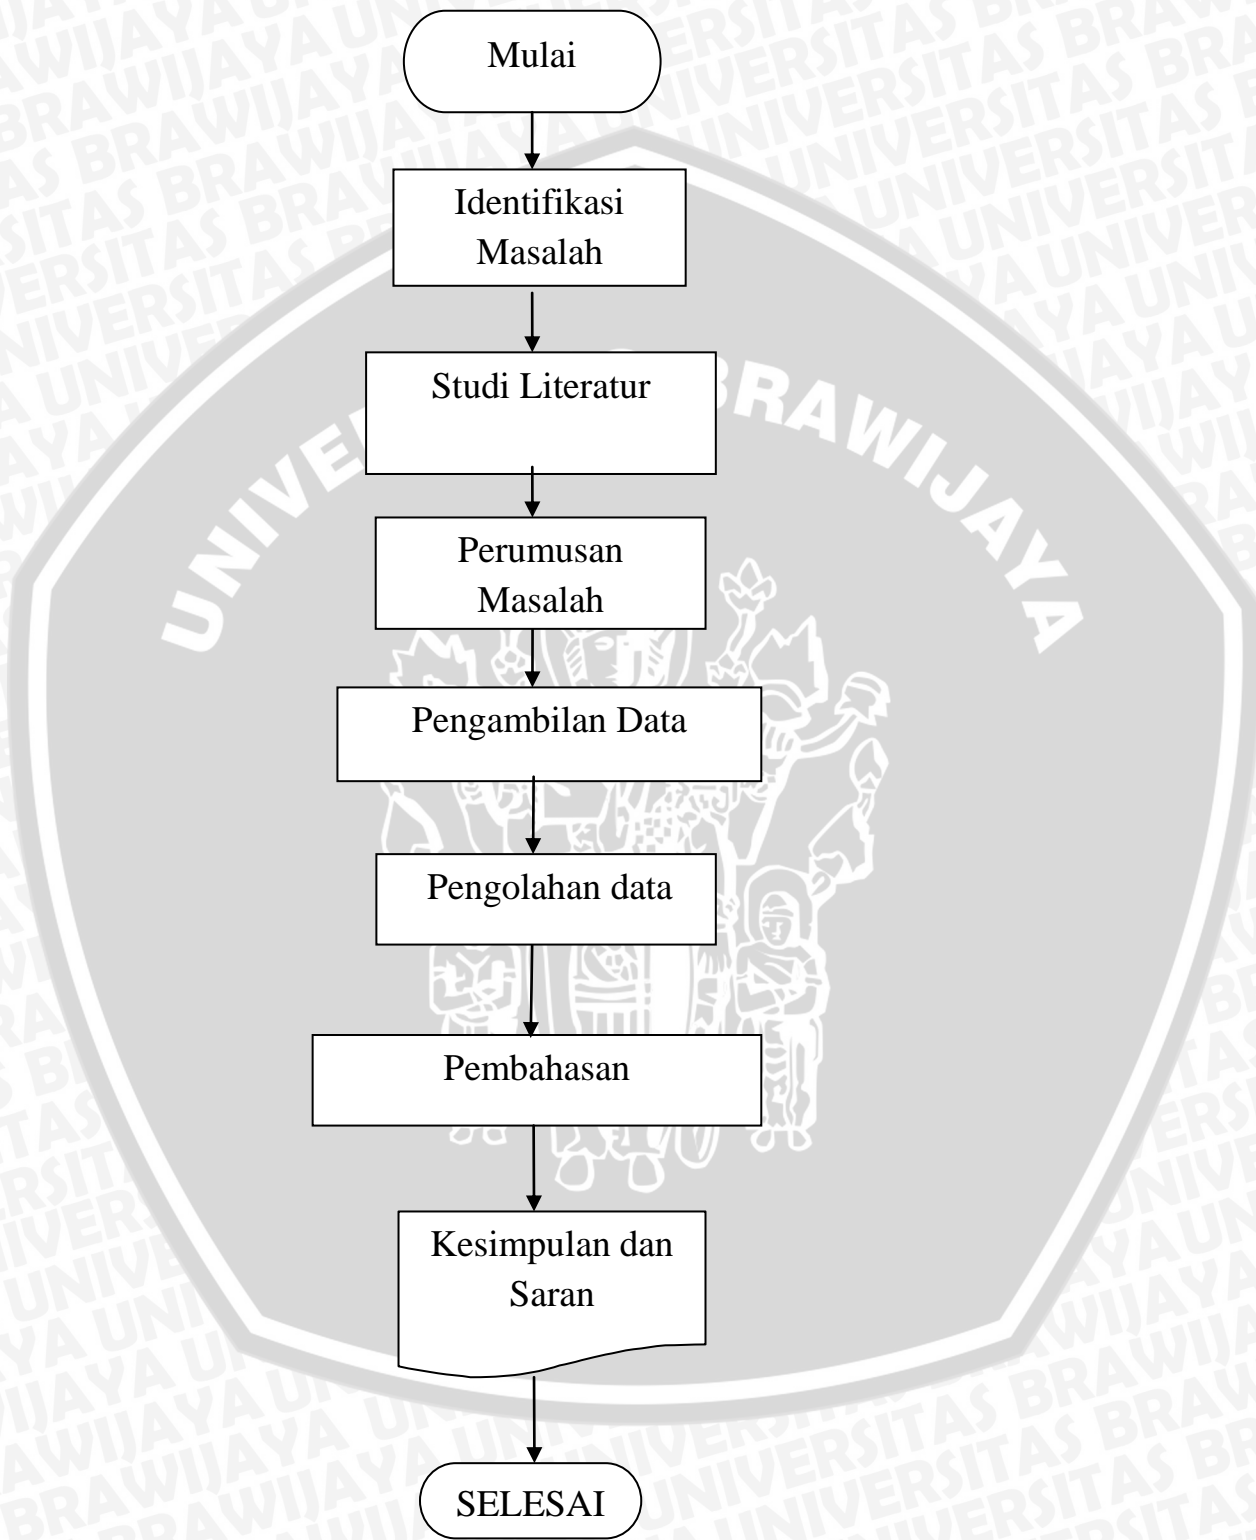 Mulai
Identifikasi
Masalah
Studi Literatur
Perumusan
Masalah
Pengambilan Data
Pengolahan data
Pembahasan
Kesimpulan dan
Saran
SELESAI